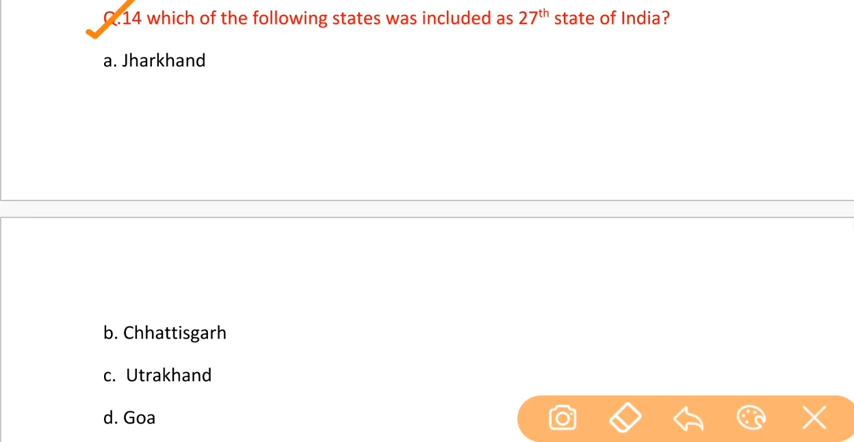 Q.14 which of the following states was included as 27th state of India?
a. Jharkhand
b. Chhattisgarh
c. Utrakhand
d. Goa